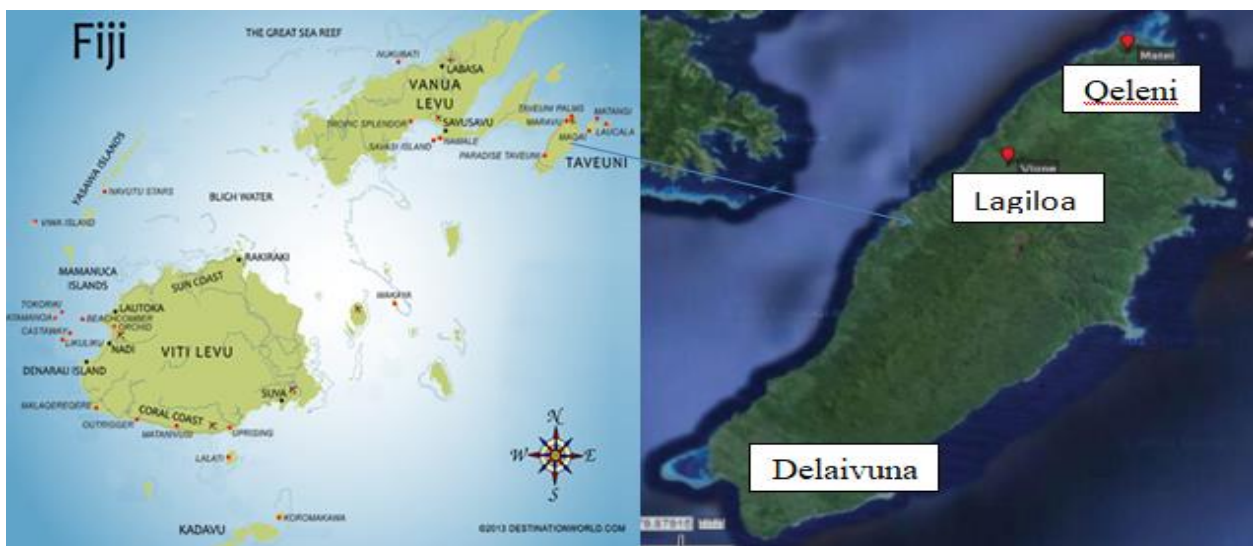 Fiji
THE GREAT SEA REEF
NUKUBATI
LABASA
VANUA
LEVU
TROPIC SPLENDOR
SAVUSAVU
SAVASI ISLAND
NAMALE
TAVEUNI PALMS
MARAVU
MATANGI
LAUCALA
MAQAI
PARADISE TAVEUNI
TAVEUNI
YASAWA ISLANDS
NAVUTU STARS
BLIGH WATER
VIWA ISLAND
MAMANUCA
ISLANDS
RAKIRAKI
SUN COAST
WAKAYA
TOKORIKI
LAUTOKA
BEACHCOMBER
ORCHID
CASTAWAY
LIKULIKU
NADI
VITI LEVU
DENARAU ISLAND
SUVA
MALAQEREQERE
CORAL COAST
OUTRIGGER
MATANIVUSI
UPRISING
LALATI
N
W E
S
KOROMAKAWA
KADAVU
©2013 DESTINATIONWORLD.COM
Matei
Qeleni
Lagiloa
Delaivuna